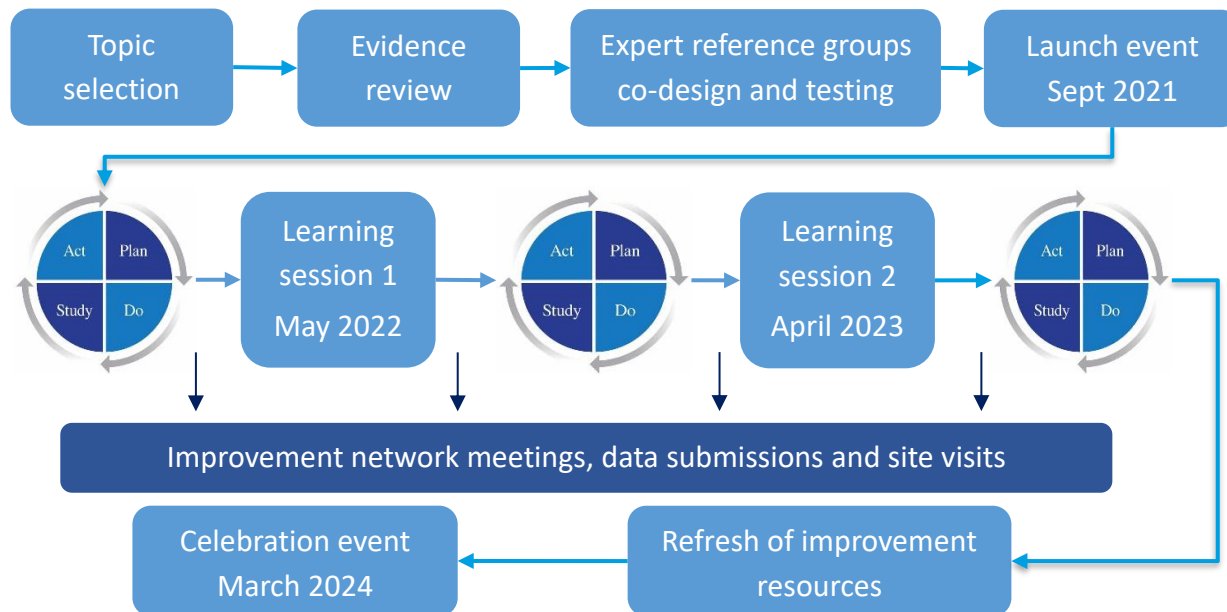 Topic
selection
Evidence
review
Expert reference groups
co-design and testing
Launch event
Sept 2021
Act
Plan
Study
Do
Learning
session 1
May 2022
Act
Plan
Study
Do
Learning
session 2
April 2023
Act
Plan
Study
Do
Improvement network meetings, data submissions and site visits
Celebration event
March 2024
Refresh of improvement
resources